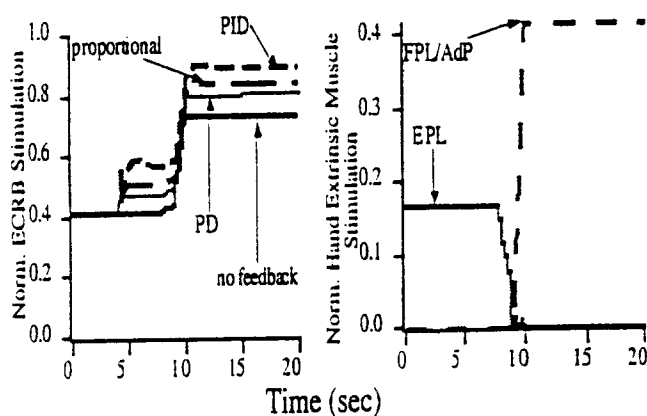 Norm. ECRB Stimulation
1.0
0.8
0.6
0.4
0.2
0.0
proportional
PID
PD
no feedback
0 5 10 15 20
Norm. Hand Extrinsic Muscle
Stimulation
0.4
0.3
0.2
0.1
0.0
FPL/AdP
EPL
0 5 10 15 20
Time (sec)